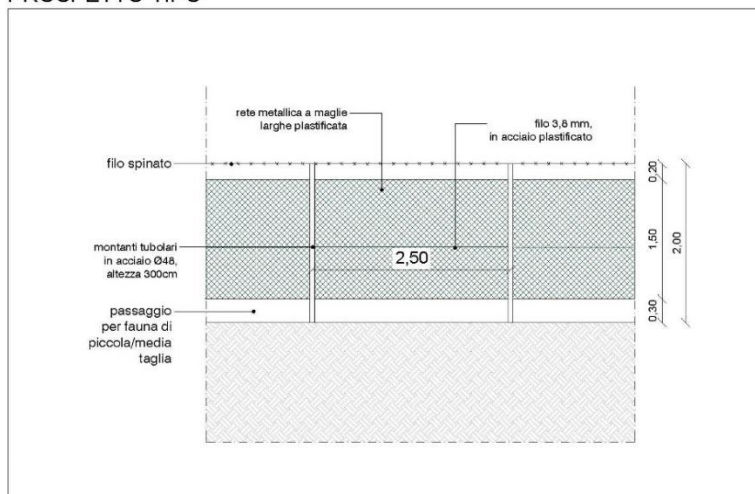 PROSPETTO TIPO
rete metallica a maglie
larghe plastificata
filo 3,8 mm,
in acciaio plastificato
filo spinato
0,20
montanti tubolari
in acciaio Ø48,
altezza 300cm
2,50
1,50
2,00
passaggio
per fauna di
piccola/media
taglia
0,30